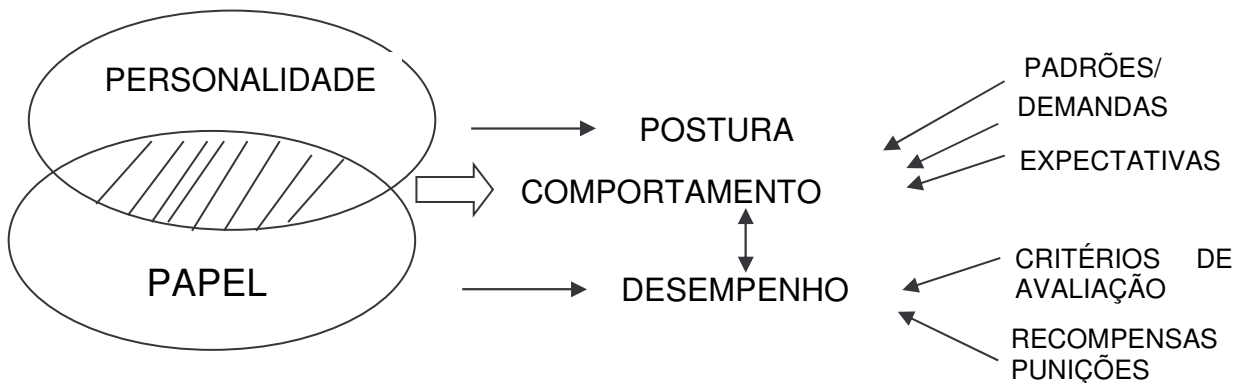 PERSONALIDADE
PAPEL
POSTURA
COMPORTAMENTO
DESEMPENHO
PADRÕES/
DEMANDAS
EXPECTATIVAS
CRITÉRIOS DE
AVALIAÇÃO
RECOMPENSAS
PUNIÇÕES